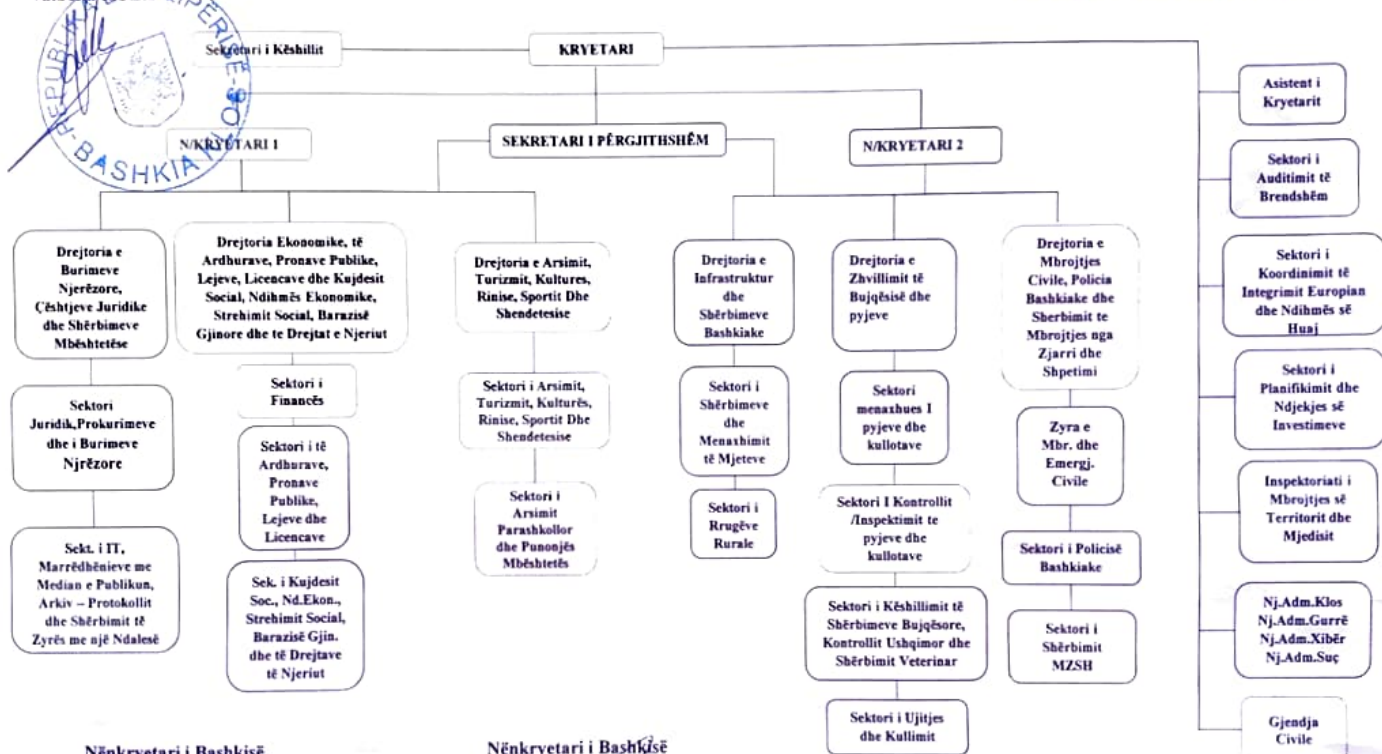 REPUBLIKA E SHQIPËRISË
BASHKIA KLOS
Sekretari i Këshillit
KRYETARI
N/KRYETARI 1
SEKRETARI I PËRGJITHSHËM
N/KRYETARI 2
Drejtoria e
Burimeve
Njerëzore,
Çështjeve Juridike
dhe Shërbimeve
Mbështetëse
Sektori
Juridik,Prokurimeve
dhe i Burimeve
Njrëzore
Sekt. i IT,
Marrëdhënieve me
Median e Publikun,
Arkiv – Protokollit
dhe Shërbimit të
Zyrës me një Ndalesë
Drejtoria Ekonomike, të
Ardhurave, Pronave Publike,
Lejeve, Licencave dhe Kujdesit
Social, Ndihmës Ekonomike,
Strehimit Social, Barazisë
Gjinore dhe te Drejtat e Njeriut
Sektori i
Financës
Sektori i të
Ardhurave,
Pronave
Publike,
Lejeve dhe
Licencave
Sek. i Kujdesit
Soc., Nd.Ekon.,
Strehimit Social,
Barazisë Gjin.
dhe të Drejtave
të Njeriut
Drejtoria e Arsimit,
Turizmit, Kultures,
Rinise, Sportit Dhe
Shendetesise
Sektori i Arsimit,
Turizmit, Kulturës,
Rinise, Sportit Dhe
Shendetesise
Sektori i
Arsimit
Parashkollor
dhe Punonjës
Mbështetës
Drejtoria e
Infrastruktur
dhe
Shërbimeve
Bashkiake
Sektori i
Shërbimeve
dhe
Menaxhimit
të Mjeteve
Sektori i
Rrugëve
Rurale
Drejtoria e
Zhvillimit të
Bujqësisë dhe
pyjeve
Sektori
menaxhues I
pyjeve dhe
kullotave
Sektori I Kontrollit
/Inspektimit te
pyjeve dhe
kullotave
Sektori i Këshillimit të
Shërbimeve Bujqësore,
Kontrollit Ushqimor dhe
Shërbimit Veterinar
Sektori i Ujitjes
dhe Kullimit
Drejtoria e
Mbrojtjes
Civile, Policia
Bashkiake dhe
Sherbimit te
Mbrojtjes nga
Zjarri dhe
Shpetimi
Zyra e
Mbr. dhe
Emergj.
Civile
Sektori i Policisë
Bashkiake
Sektori i
Shërbimit
MZSH
Asistent i
Kryetarit
Sektori i
Auditimit të
Brendshëm
Sektori i
Koordinimit të
Integrimit Europian
dhe Ndihmës së
Huaj
Sektori i
Planifikimit dhe
Ndjekjes së
Investimeve
Inspektoriati i
Mbrojtjes së
Territorit dhe
Mjedisit
Nj.Adm.Klos
Nj.Adm.Gurrë
Nj.Adm.Xibër
Nj.Adm.Suç
Gjendja
Civile
Nënkryetari i Bashkisë
Nënkryetari i Bashkisë